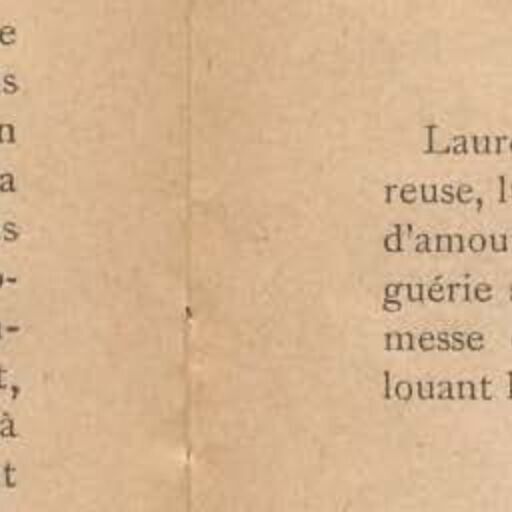 e
s
n
a
s
o-
-
t,
à
t
Laur
reuse, l
d'amou
guérie
messe
louant